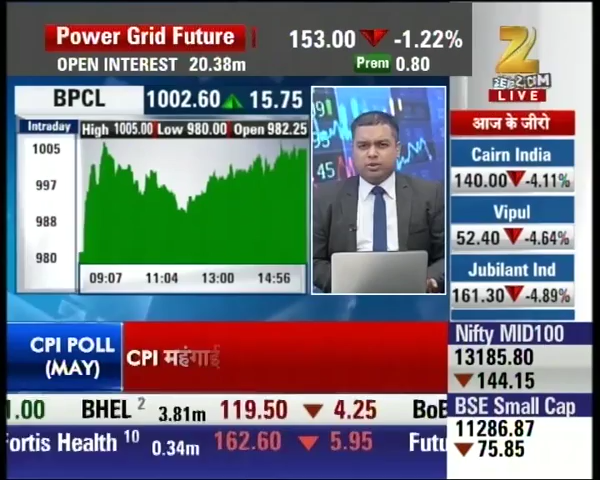 Power Grid Future
153.00 -1.22%
OPEN INTEREST 20.38m
Prem 0.80
LIVE
BPCL 1002.60 15.75
Intraday High 1005.00 Low 980.00 Open 982.25
1005
997
988
980
09:07 11:04 13:00 14:56
आज के जीरो
Cairn India
140.00 -4.11%
Vipul
52.40 -4.64%
Jubilant Ind
161.30 -4.89%
CPI POLL
(MAY)
CPI महंगाई
Nifty MID100
13185.80
144.15
BSE Small Cap
11286.87
75.85
1.00 BHEL 2 3.81m 119.50 4.25 BoB
ortis Health 10 0.34m 162.60 5.95 Futu